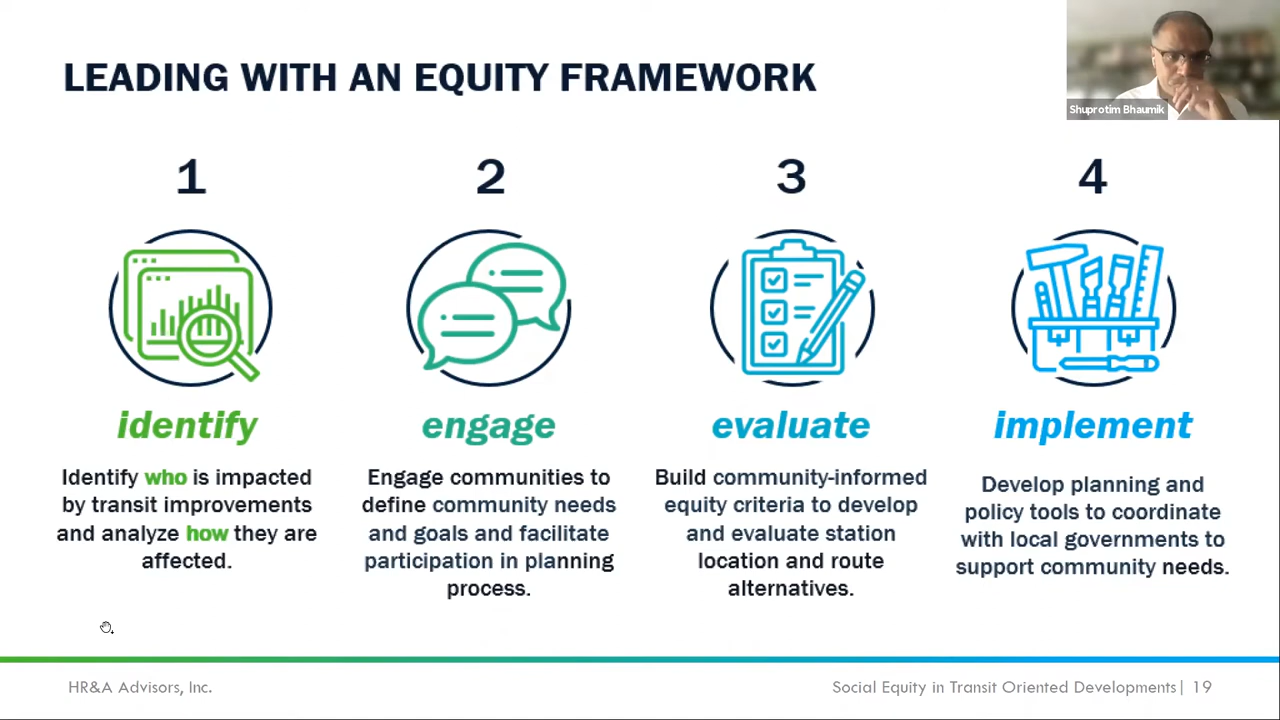 LEADING WITH AN EQUITY FRAMEWORK
Shuprotim Bhaumik
1
2
3
4
identify
engage
evaluate
implement
Identify who is impacted
by transit improvements
and analyze how they are
affected.
Engage communities to
define community needs
and goals and facilitate
participation in planning
process.
Build community-informed
equity criteria to develop
and evaluate station
location and route
alternatives.
Develop planning and
policy tools to coordinate
with local governments to
support community needs.
HR&A Advisors, Inc.
Social Equity in Transit Oriented Developments| 19